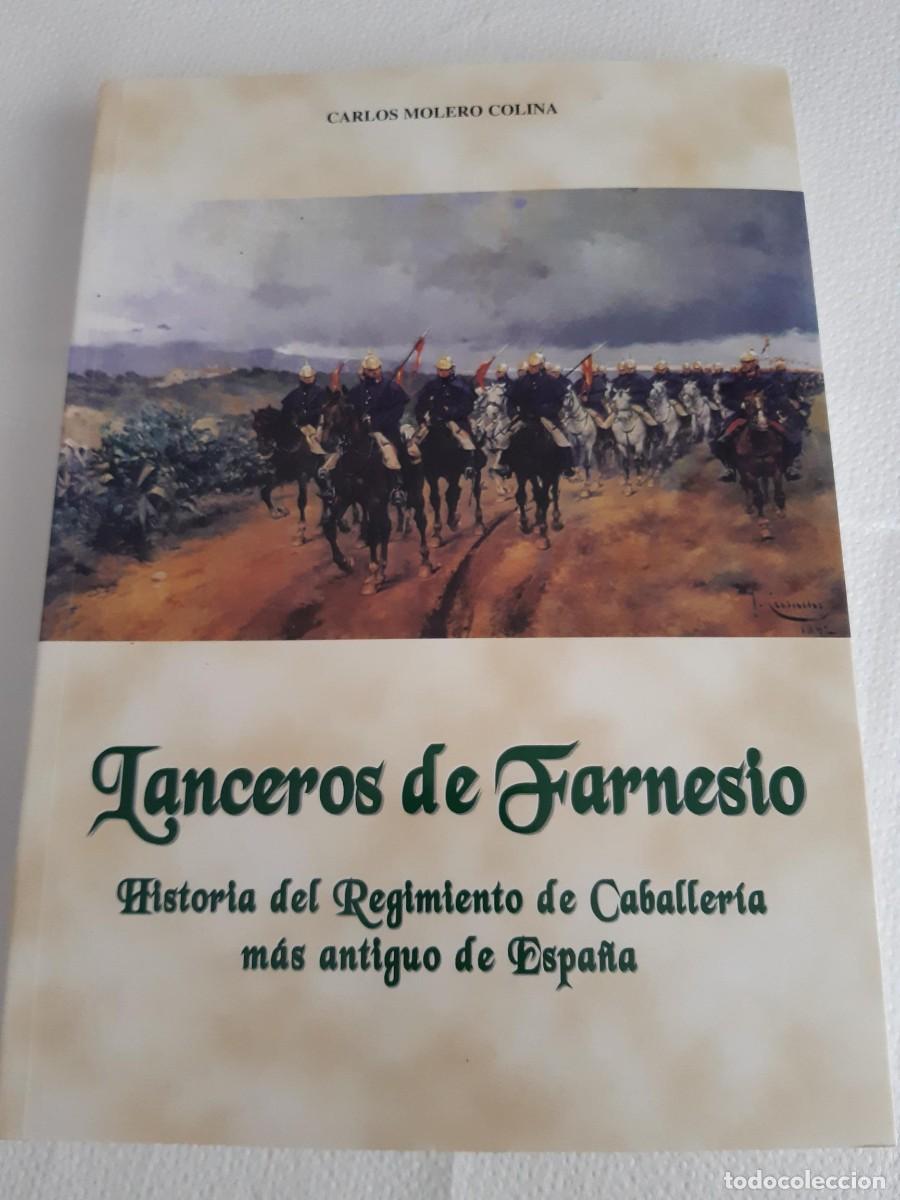 CARLOS MOLERO COLINA
Lanceros de Farnesio
Historia del Regimiento de Caballería
más antiguo de España
todocoleccion